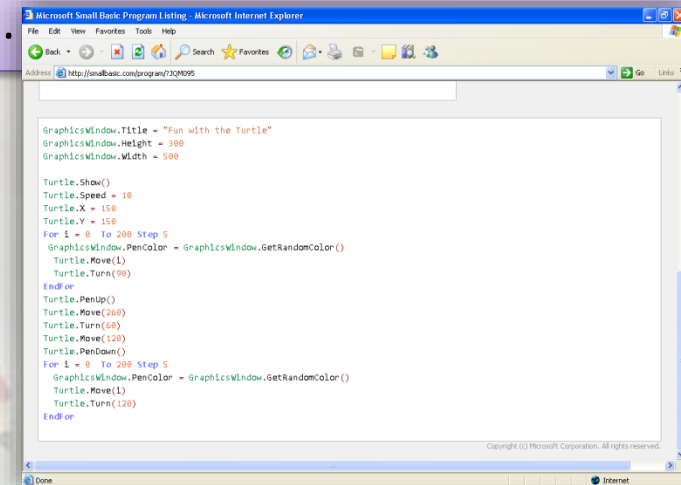 Microsoft Small Basic Program Listing - Microsoft Internet Explorer
File Edit View Favorites Tools Help
Back Search Favorites
Address http://smallbasic.com/program/?JQM095 Go Links
GraphicsWindow.Title = "Fun with the Turtle"
GraphicsWindow.Height = 300
GraphicsWindow.Width = 500
Turtle.Show()
Turtle.Speed = 10
Turtle.X = 150
Turtle.Y = 150
For i = 0 To 200 Step 5
GraphicsWindow.PenColor = GraphicsWindow.GetRandomColor()
Turtle.Move(i)
Turtle.Turn(90)
EndFor
Turtle.PenUp()
Turtle.Move(260)
Turtle.Turn(60)
Turtle.Move(120)
Turtle.PenDown()
For i = 0 To 200 Step 5
GraphicsWindow.PenColor = GraphicsWindow.GetRandomColor()
Turtle.Move(i)
Turtle.Turn(120)
EndFor
Copyright (c) Microsoft Corporation. All rights reserved.
Done Internet